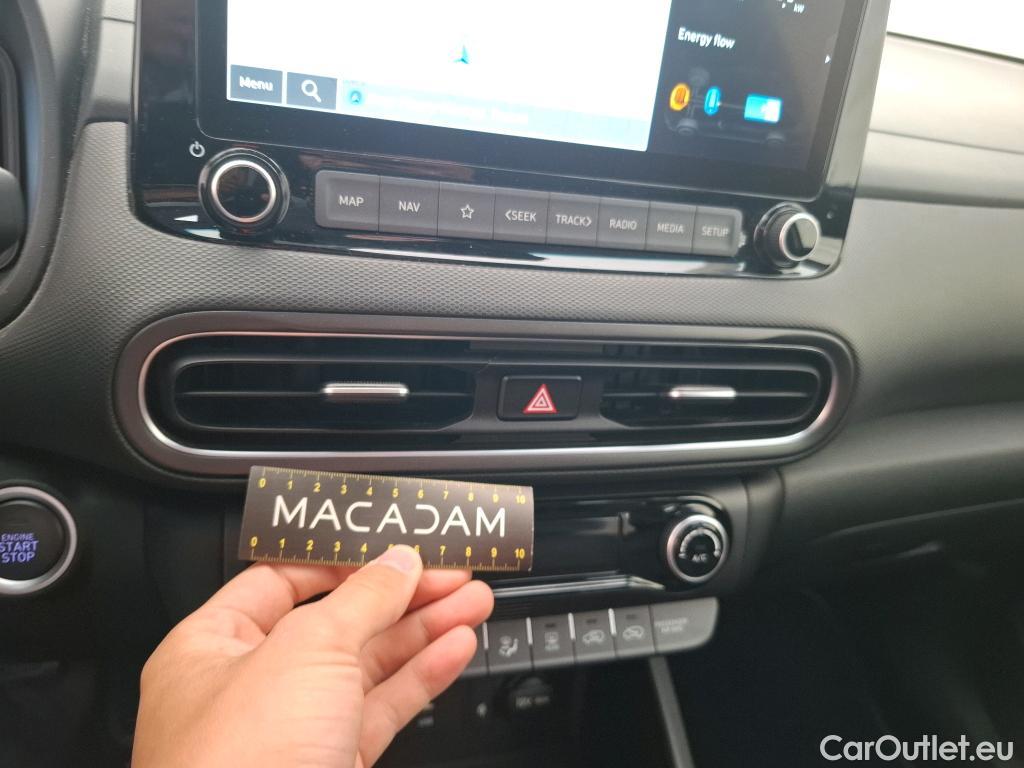 kW
Energy flow
Menu
MAP NAV <SEEK TRACK> RADIO MEDIA SETUP
0 1 2 3 4 5 6 7 8 9 10
MACADAM
0 1 2 3 4 5 6 7 8 9 10
ENGINE
START
STOP
A/C
CarOutlet.eu